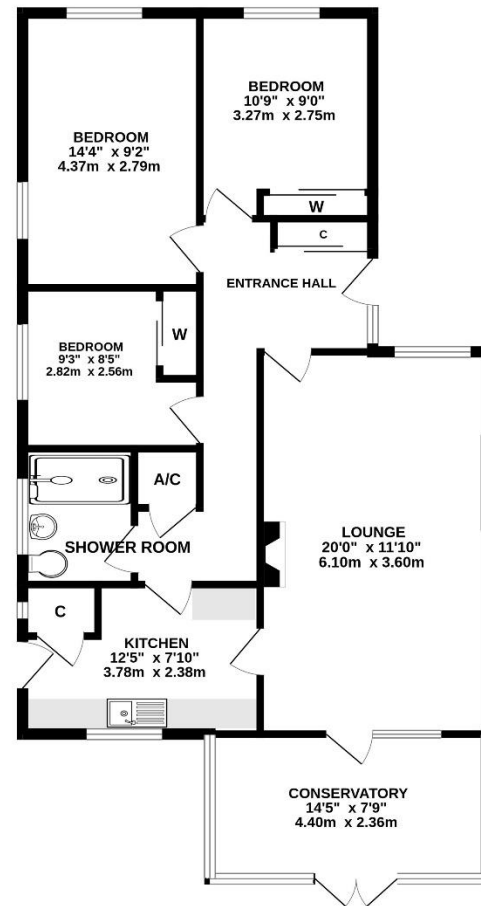 BEDROOM
14'4" x 9'2"
4.37m x 2.79m
BEDROOM
10'9" x 9'0"
3.27m x 2.75m
W
C
ENTRANCE HALL
BEDROOM
9'3" x 8'5"
2.82m x 2.56m
W
A/C
SHOWER ROOM
LOUNGE
20'0" x 11'10"
6.10m x 3.60m
C
KITCHEN
12'5" x 7'10"
3.78m x 2.38m
CONSERVATORY
14'5" x 7'9"
4.40m x 2.36m